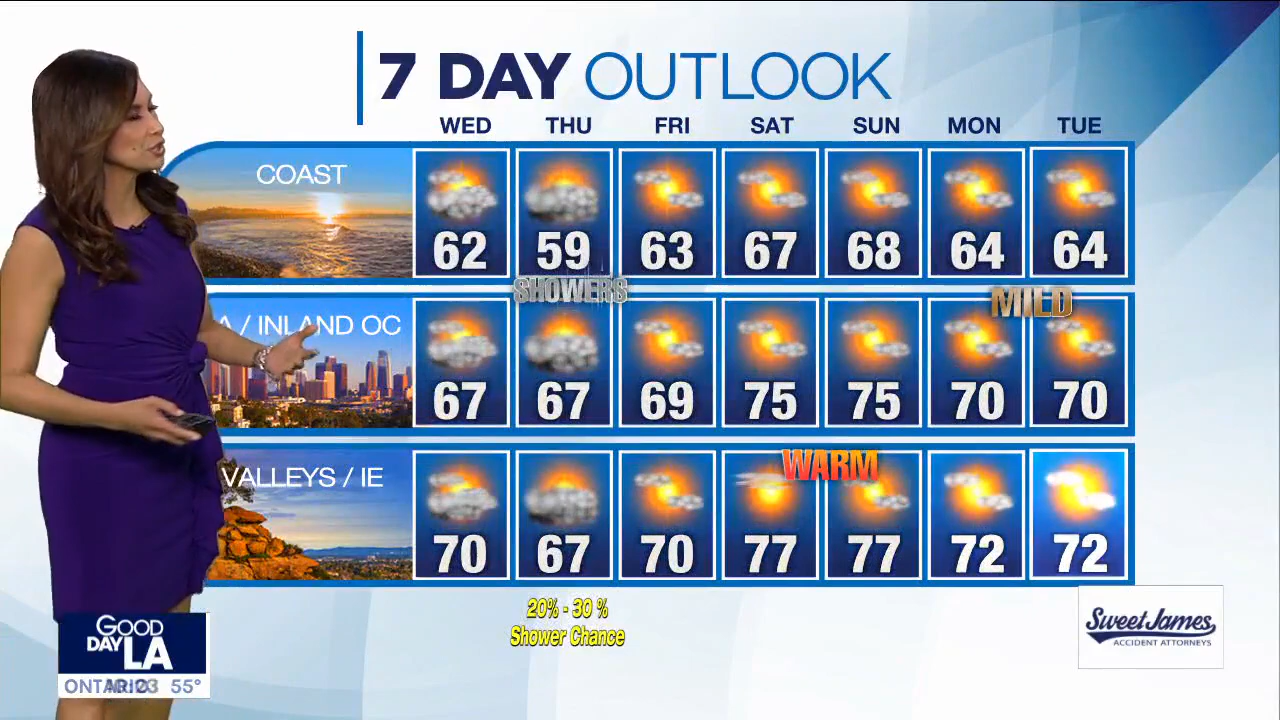 7 DAY OUTLOOK
WED THU FRI SAT SUN MON TUE
COAST
62 59 63 67 68 64 64
SHOWERS
MILD
/ INLAND OC
67 67 69 75 75 70 70
WARM
VALLEYS / IE
70 67 70 77 77 72 72
20% - 30 %
Shower Chance
GOOD
DAY LA
55°
Sweet James
ACCIDENT ATTORNEYS